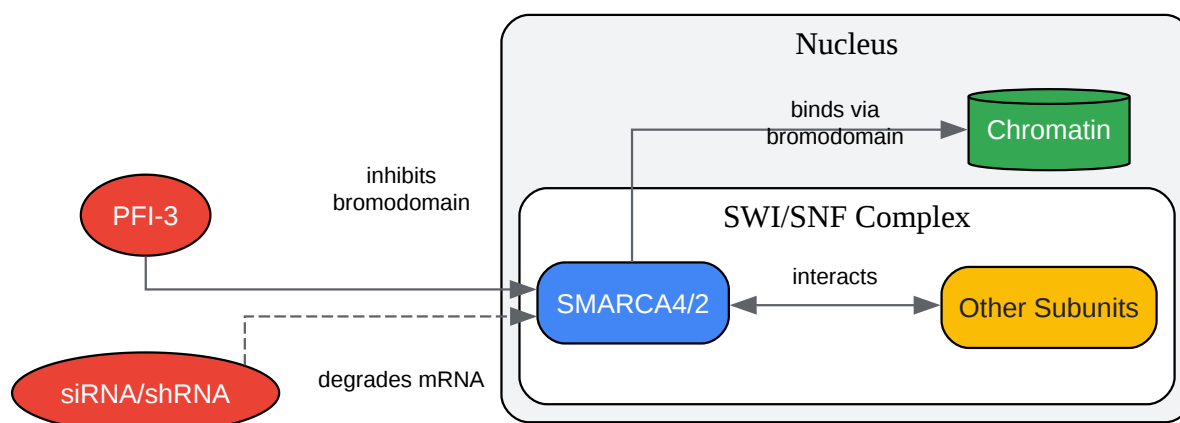 Nucleus
binds via
bromodomain
Chromatin
inhibits
bromodomain
PFI-3
SWI/SNF Complex
SMARCA4/2
interacts
Other Subunits
degrades mRNA
siRNA/shRNA